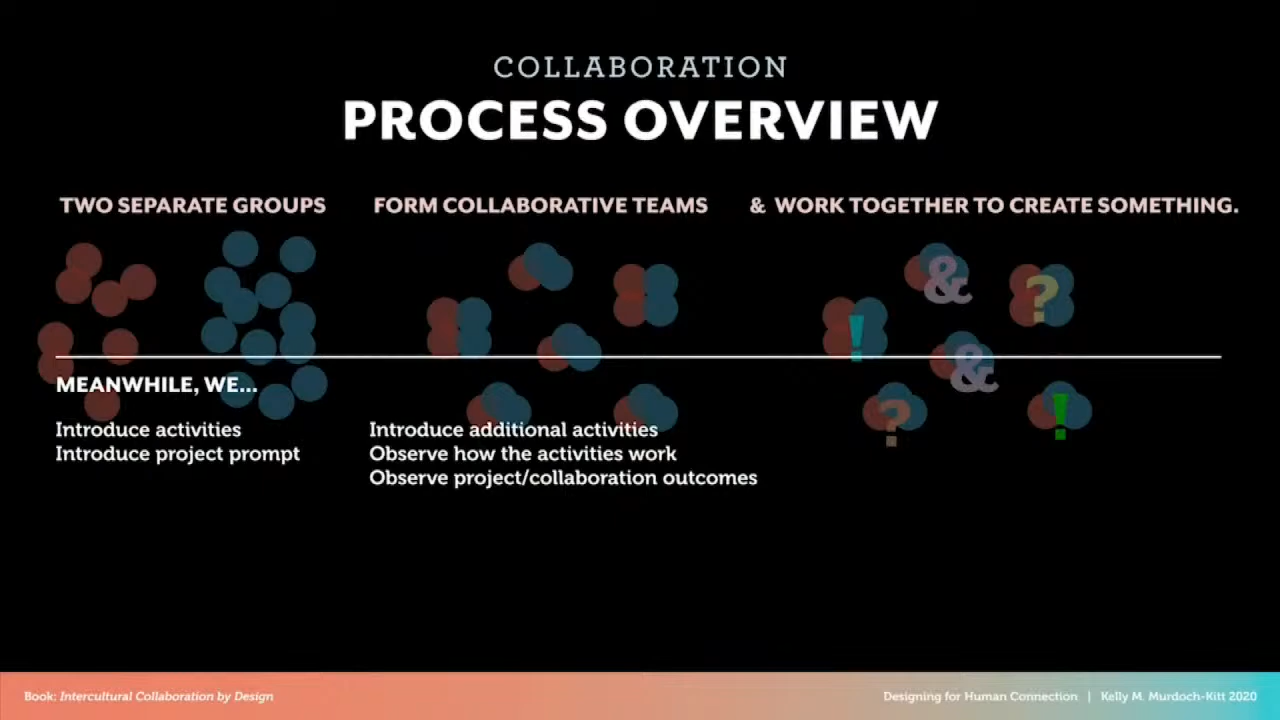 COLLABORATION
PROCESS OVERVIEW
TWO SEPARATE GROUPS
FORM COLLABORATIVE TEAMS
& WORK TOGETHER TO CREATE SOMETHING.
&
?
!
&
?
!
MEANWHILE, WE...
Introduce activities
Introduce project prompt
Introduce additional activities
Observe how the activities work
Observe project/collaboration outcomes
Book: Intercultural Collaboration by Design
Designing for Human Connection | Kelly M. Murdoch-Kitt 2020